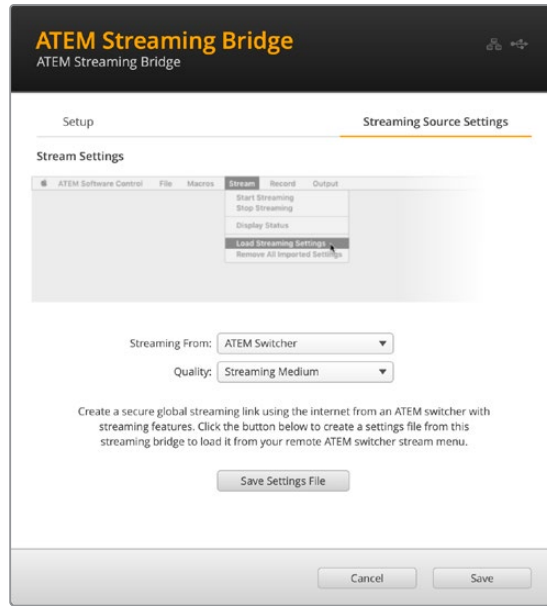 ATEM Streaming Bridge
ATEM Streaming Bridge
Setup
Streaming Source Settings
Stream Settings
ATEM Software Control File Macros Stream Record Output
Start Streaming
Stop Streaming
Display Status
Load Streaming Settings
Remove All Imported Settings
Streaming From: ATEM Switcher
Quality: Streaming Medium
Create a secure global streaming link using the internet from an ATEM switcher with
streaming features. Click the button below to create a settings file from this
streaming bridge to load it from your remote ATEM switcher stream menu.
Save Settings File
Cancel
Save